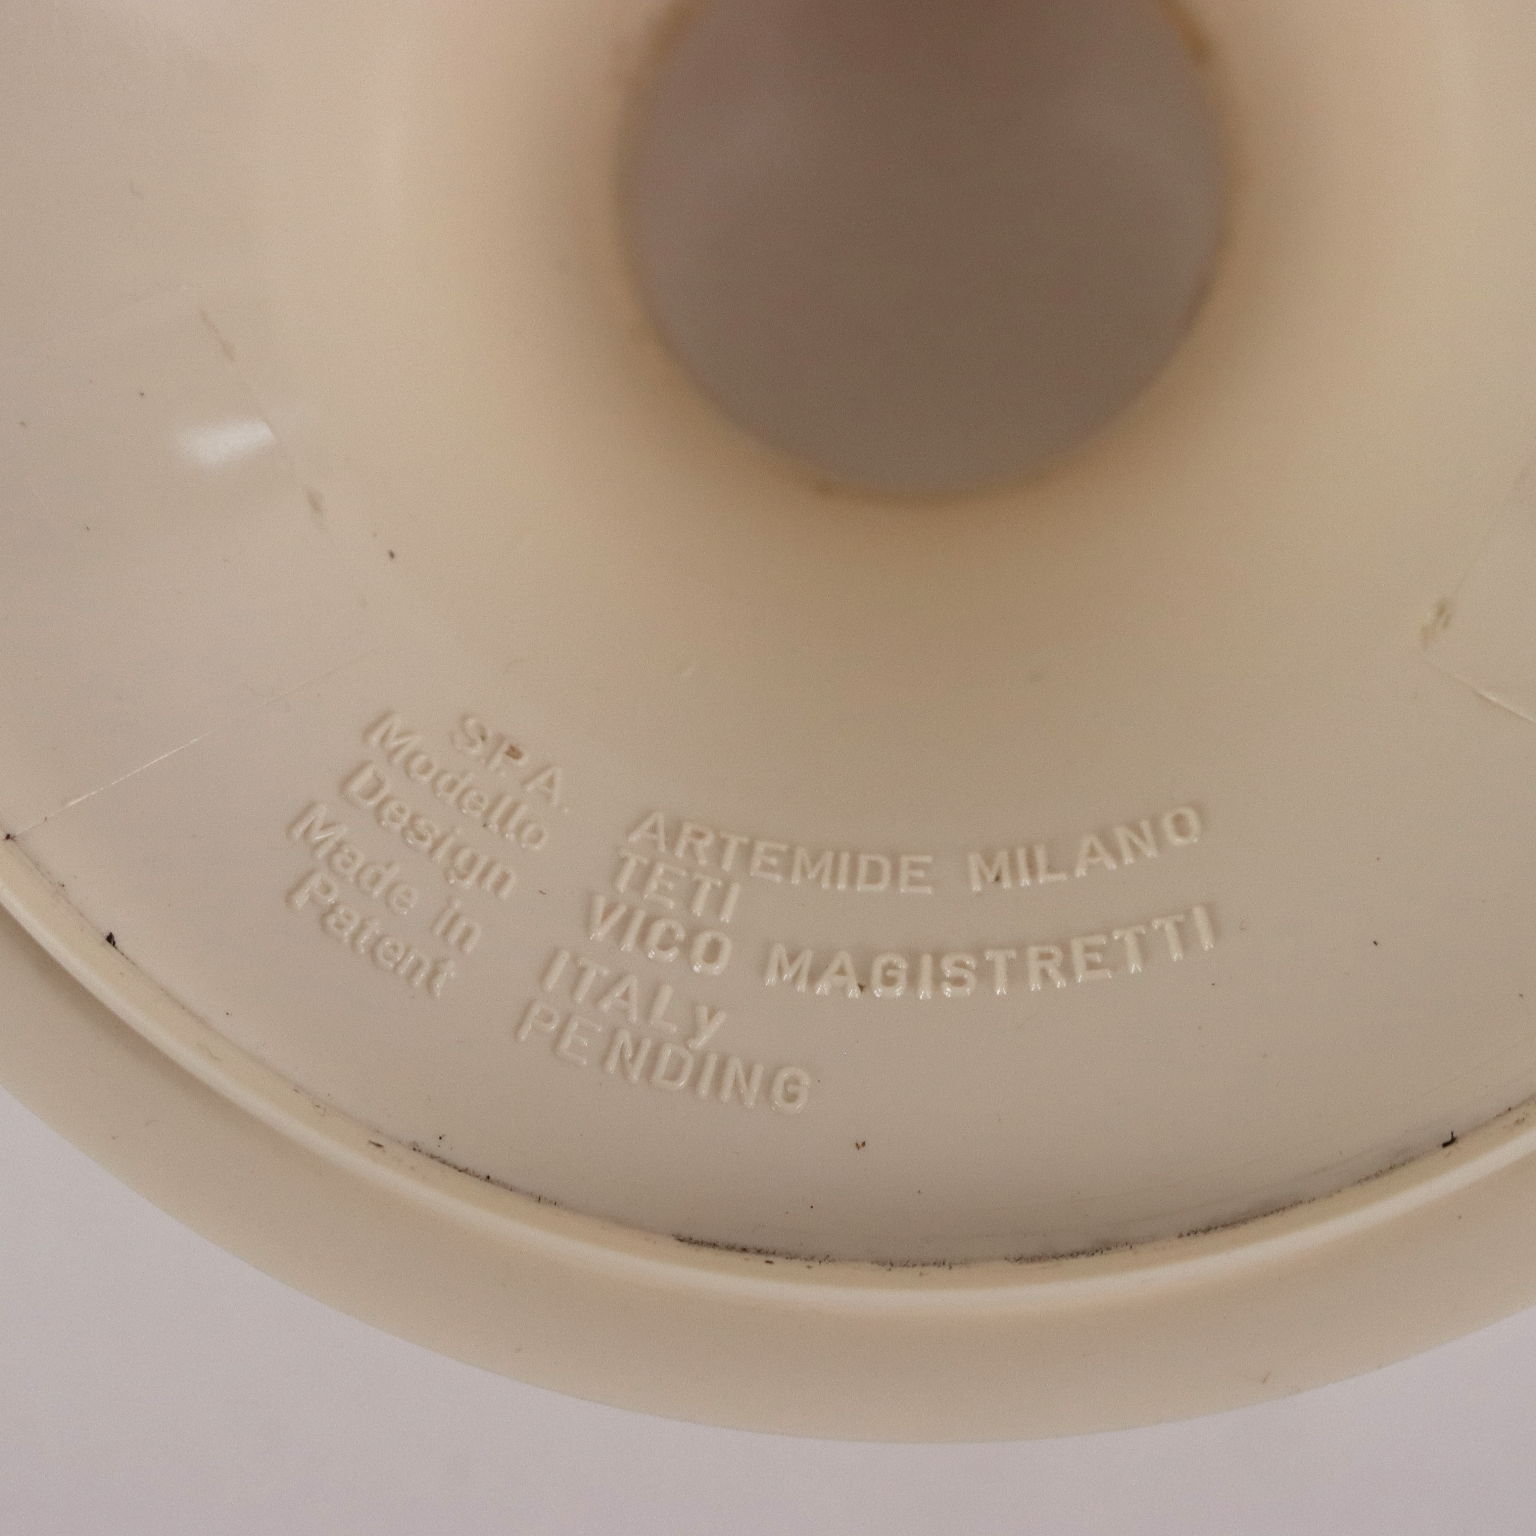 S.P.A. ARTEMIDE MILANO
Modello TETI
Design VICO MAGISTRETTI
Made in ITALy
Patent PENDING